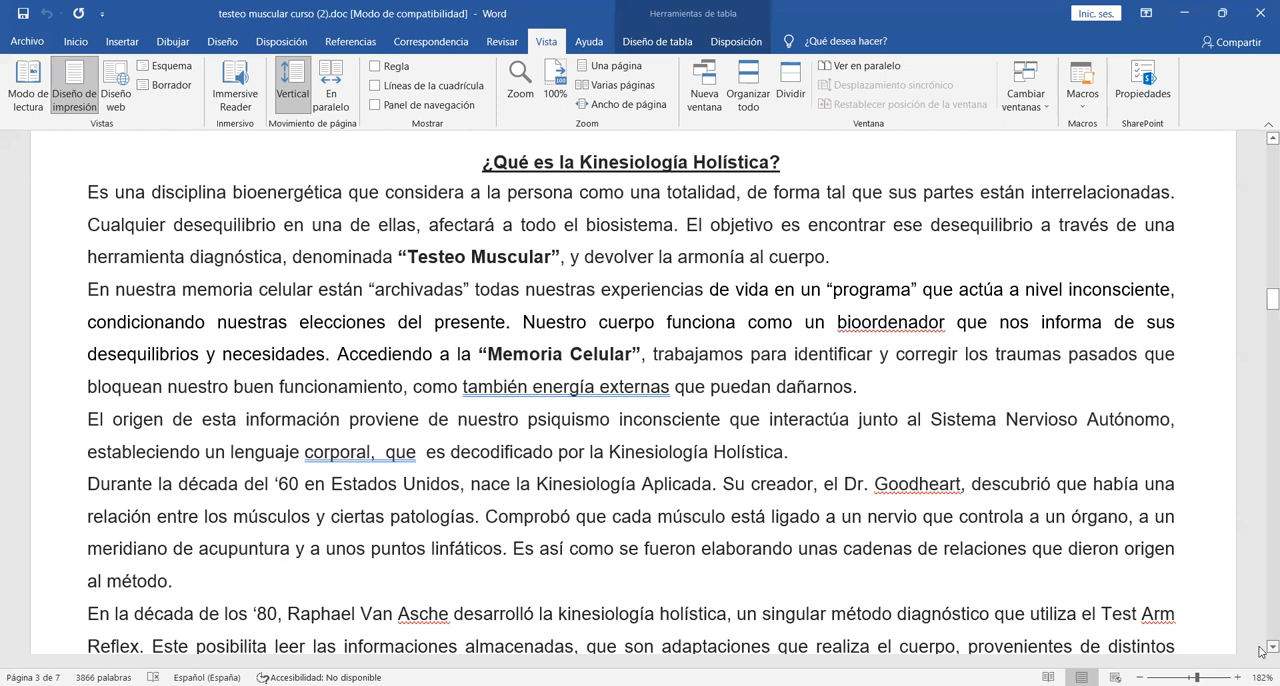 testeo muscular curso (2).doc [Modo de compatibilidad] - Word
Herramientas de tabla
Inic. ses.
Archivo Inicio Insertar Dibujar Diseño Disposición Referencias Correspondencia Revisar Vista Ayuda Diseño de tabla Disposición ¿Qué desea hacer? Compartir
Modo de lectura
Diseño de impresión
Diseño web
Esquema
Borrador
Vistas
Immersive Reader
Inmersivo
Vertical
En paralelo
Movimiento de página
Regla
Líneas de la cuadrícula
Panel de navegación
Mostrar
Zoom
100%
Una página
Varias páginas
Ancho de página
Zoom
Nueva ventana
Organizar todo
Dividir
Ver en paralelo
Desplazamiento sincrónico
Restablecer posición de la ventana
Ventana
Cambiar ventanas
Macros
Macros
Propiedades
SharePoint
¿Qué es la Kinesiología Holística?
Es una disciplina bioenergética que considera a la persona como una totalidad, de forma tal que sus partes están interrelacionadas.
Cualquier desequilibrio en una de ellas, afectará a todo el biosistema. El objetivo es encontrar ese desequilibrio a través de una
herramienta diagnóstica, denominada “Testeo Muscular”, y devolver la armonía al cuerpo.
En nuestra memoria celular están “archivadas” todas nuestras experiencias de vida en un “programa” que actúa a nivel inconsciente,
condicionando nuestras elecciones del presente. Nuestro cuerpo funciona como un bioordenador que nos informa de sus
desequilibrios y necesidades. Accediendo a la “Memoria Celular”, trabajamos para identificar y corregir los traumas pasados que
bloquean nuestro buen funcionamiento, como también energía externas que puedan dañarnos.
El origen de esta información proviene de nuestro psiquismo inconsciente que interactúa junto al Sistema Nervioso Autónomo,
estableciendo un lenguaje corporal, que es decodificado por la Kinesiología Holística.
Durante la década del ‘60 en Estados Unidos, nace la Kinesiología Aplicada. Su creador, el Dr. Goodheart, descubrió que había una
relación entre los músculos y ciertas patologías. Comprobó que cada músculo está ligado a un nervio que controla a un órgano, a un
meridiano de acupuntura y a unos puntos linfáticos. Es así como se fueron elaborando unas cadenas de relaciones que dieron origen
al método.
En la década de los ‘80, Raphael Van Asche desarrolló la kinesiología holística, un singular método diagnóstico que utiliza el Test Arm
Reflex. Este posibilita leer las informaciones almacenadas, que son adaptaciones que realiza el cuerpo, provenientes de distintos
Página 3 de 7 3866 palabras Español (España) Accesibilidad: No disponible 182%